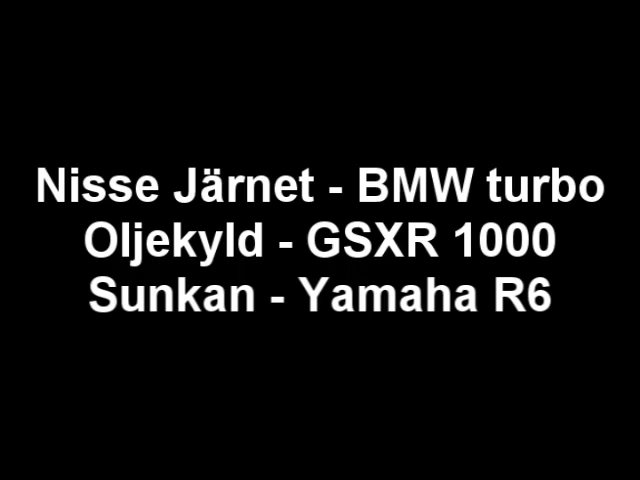 Nisse Järnet - BMW turbo
Oljekyld - GSXR 1000
Sunkan - Yamaha R6